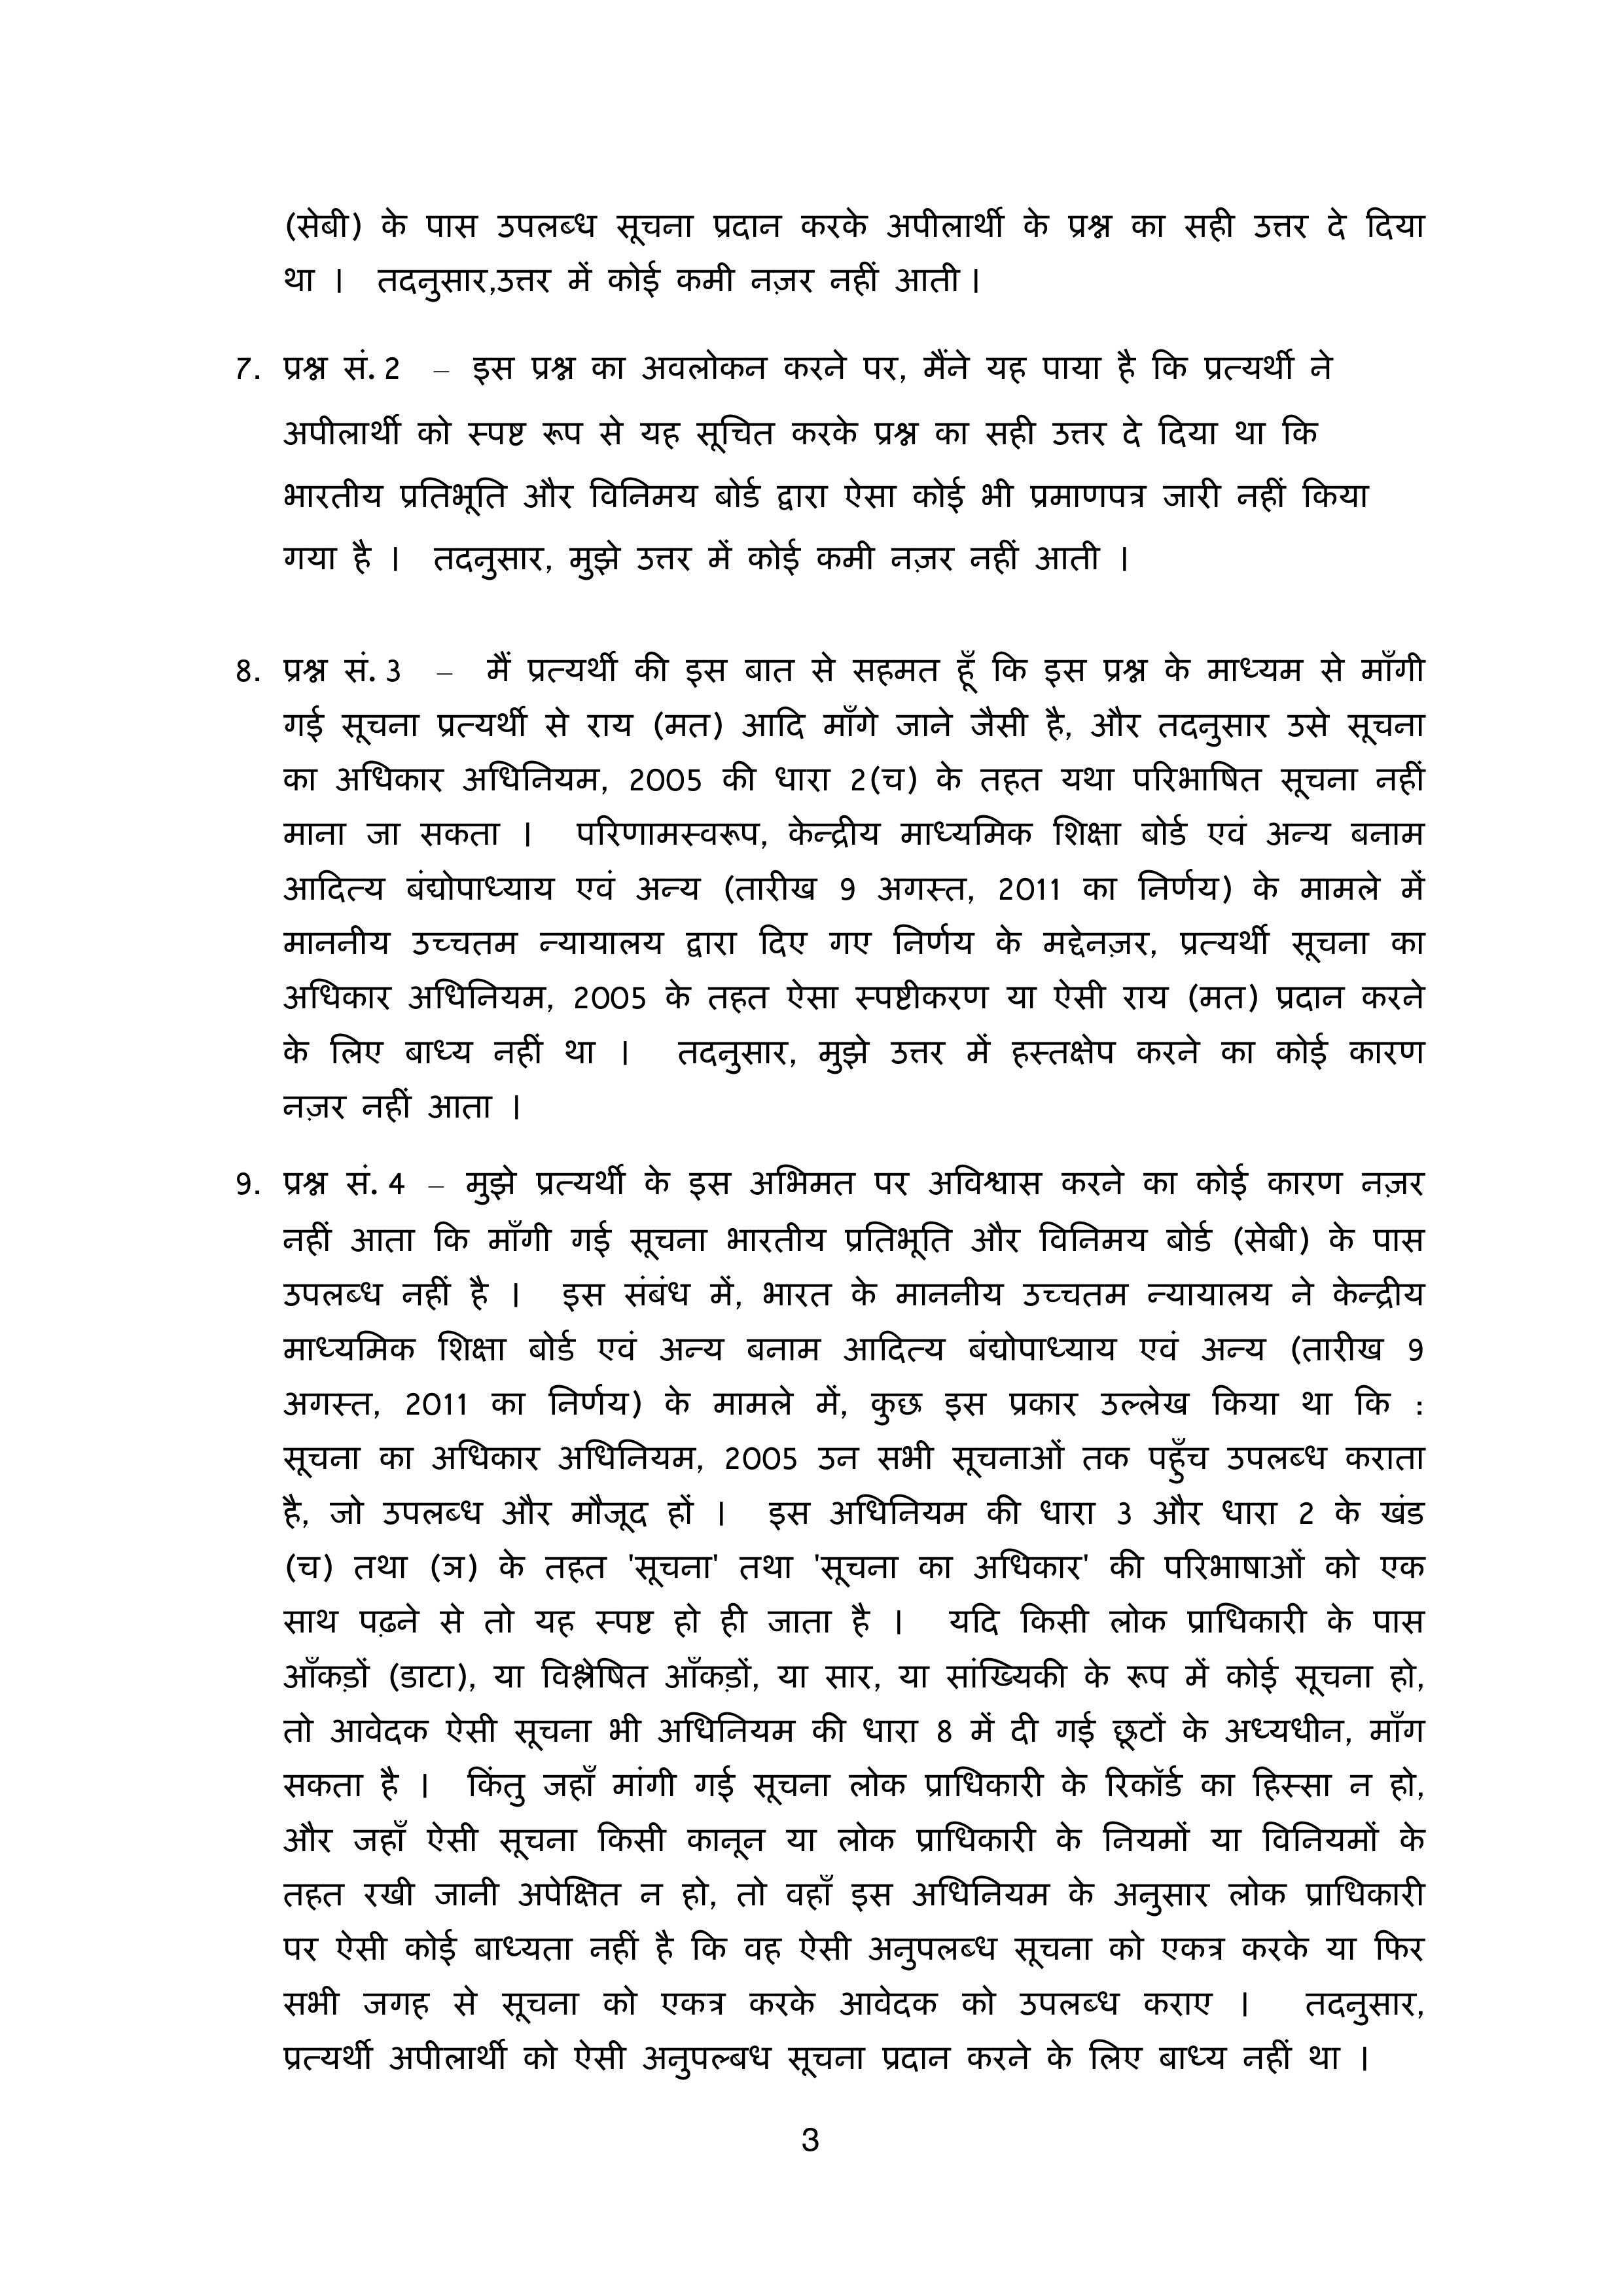 (सेबी) के पास उपलब्ध सूचना प्रदान करके अपीलार्थी के प्रश्न का सही उत्तर दे दिया
था । तदनुसार,उत्तर में कोई कमी नज़र नहीं आती।
7. प्रश्न सं. 2 – इस प्रश्न का अवलोकन करने पर, मैंने यह पाया है कि प्रत्यर्थी ने
अपीलार्थी को स्पष्ट रूप से यह सूचित करके प्रश्न का सही उत्तर दे दिया था कि
भारतीय प्रतिभूति और विनिमय बोर्ड द्वारा ऐसा कोई भी प्रमाणपत्र जारी नहीं किया
गया है । तदनुसार, मुझे उत्तर में कोई कमी नज़र नहीं आती ।
8. प्रश्न सं. 3 – मैं प्रत्यर्थी की इस बात से सहमत हूँ कि इस प्रश्न के माध्यम से माँगी
गई सूचना प्रत्यर्थी से राय (मत) आदि माँगे जाने जैसी है, और तदनुसार उसे सूचना
का अधिकार अधिनियम, 2005 की धारा 2(च) के तहत यथा परिभाषित सूचना नहीं
माना जा सकता । परिणामस्वरूप, केन्द्रीय माध्यमिक शिक्षा बोर्ड एवं अन्य बनाम
आदित्य बंद्योपाध्याय एवं अन्य (तारीख 9 अगस्त, 2011 का निर्णय) के मामले में
माननीय उच्चतम न्यायालय द्वारा दिए गए निर्णय के मद्देनज़र, प्रत्यर्थी सूचना का
अधिकार अधिनियम, 2005 के तहत ऐसा स्पष्टीकरण या ऐसी राय (मत) प्रदान करने
के लिए बाध्य नहीं था । तदनुसार, मुझे उत्तर में हस्तक्षेप करने का कोई कारण
नज़र नहीं आता ।
9. प्रश्न सं. 4 – मुझे प्रत्यर्थी के इस अभिमत पर अविश्वास करने का कोई कारण नज़र
नहीं आता कि माँगी गई सूचना भारतीय प्रतिभूति और विनिमय बोर्ड (सेबी) के पास
उपलब्ध नहीं है । इस संबंध में, भारत के माननीय उच्चतम न्यायालय ने केन्द्रीय
माध्यमिक शिक्षा बोर्ड एवं अन्य बनाम आदित्य बंद्योपाध्याय एवं अन्य (तारीख 9
अगस्त, 2011 का निर्णय) के मामले में, कुछ इस प्रकार उल्लेख किया था कि :
सूचना का अधिकार अधिनियम, 2005 उन सभी सूचनाओं तक पहुँच उपलब्ध कराता
है, जो उपलब्ध और मौजूद हों । इस अधिनियम की धारा 3 और धारा 2 के खंड
(च) तथा (ञ) के तहत 'सूचना' तथा 'सूचना का अधिकार' की परिभाषाओं को एक
साथ पढ़ने से तो यह स्पष्ट हो ही जाता है । यदि किसी लोक प्राधिकारी के पास
आँकड़ों (डाटा), या विश्लेषित आँकड़ों, या सार, या सांख्यिकी के रूप में कोई सूचना हो,
तो आवेदक ऐसी सूचना भी अधिनियम की धारा 8 में दी गई छूटों के अध्यधीन, माँग
सकता है । किंतु जहाँ मांगी गई सूचना लोक प्राधिकारी के रिकॉर्ड का हिस्सा न हो,
और जहाँ ऐसी सूचना किसी कानून या लोक प्राधिकारी के नियमों या विनियमों के
तहत रखी जानी अपेक्षित न हो, तो वहाँ इस अधिनियम के अनुसार लोक प्राधिकारी
पर ऐसी कोई बाध्यता नहीं है कि वह ऐसी अनुपलब्ध सूचना को एकत्र करके या फिर
सभी जगह से सूचना को एकत्र करके आवेदक को उपलब्ध कराए । तदनुसार,
प्रत्यर्थी अपीलार्थी को ऐसी अनुपल्बध सूचना प्रदान करने के लिए बाध्य नहीं था ।
3